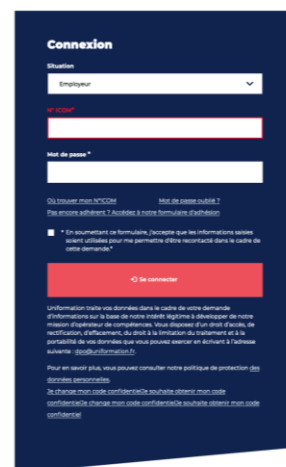 Connexion
Situation
Employeur
N° ICOM*
Mot de passe *
Où trouver mon N°ICOM Mot de passe oublié ?
Pas encore adhérent ? Accédez à notre formulaire d'adhésion
* En soumettant ce formulaire, j'accepte que les informations saisies
soient utilisées pour me permettre d'être recontacté dans le cadre de
cette demande.*
Se connecter
Uniformation traite vos données dans le cadre de votre demande
d'informations sur la base de notre intérêt légitime à développer de notre
mission d'opérateur de compétences. Vous disposez d'un droit d'accès, de
rectification, d'effacement, du droit à la limitation du traitement et à la
portabilité de vos données que vous pouvez exercer en écrivant à l'adresse
suivante : dpo@uniformation.fr.
Pour en savoir plus, vous pouvez consulter notre politique de protection des
données personnelles.
Je change mon code confidentielJe souhaite obtenir mon code
confidentielJe change mon code confidentielJe souhaite obtenir mon code
confidentiel